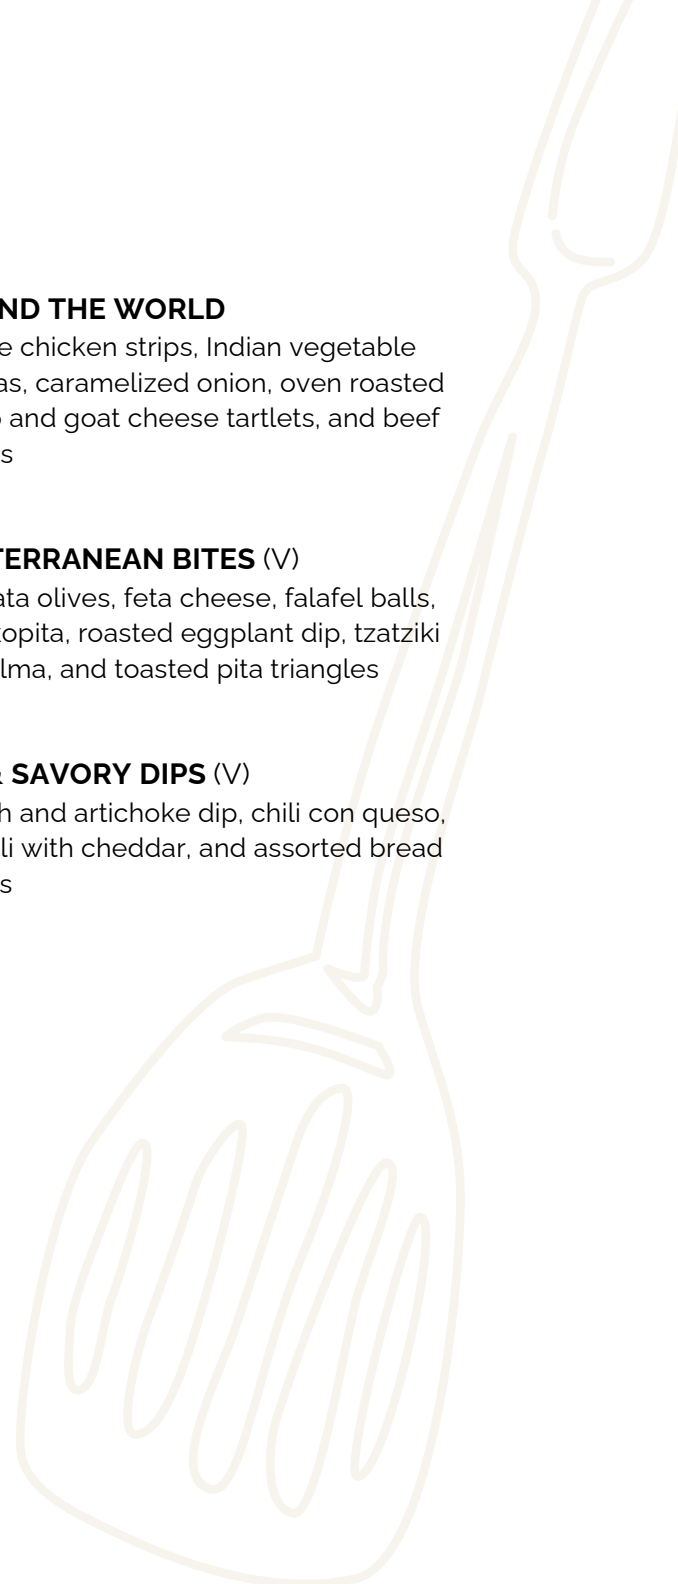 ND THE WORLD
e chicken strips, Indian vegetable
as, caramelized onion, oven roasted
and goat cheese tartlets, and beef
s
TERRANEAN BITES (V)
ata olives, feta cheese, falafel balls,
opita, roasted eggplant dip, tzatziki
lma, and toasted pita triangles
& SAVORY DIPS (V)
h and artichoke dip, chili con queso,
li with cheddar, and assorted bread
s